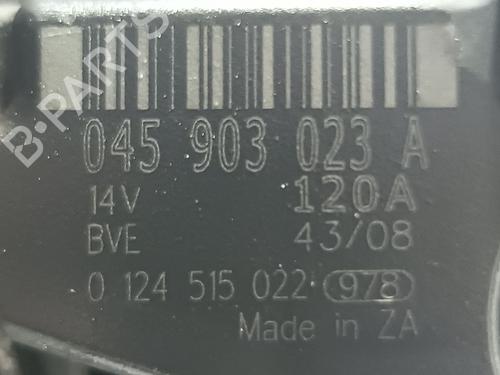 B-PARTS
045 903 023 A
14V 120A
BVE 43/08
0 124 515 022 978
Made in ZA